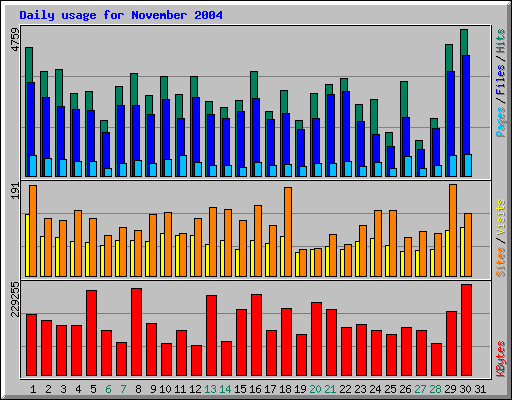 Daily usage for November 2004
4759
Pages / Files / Hits
191
Sites / Visits
229255
KBytes
1 2 3 4 5 6 7 8 9 10 11 12 13 14 15 16 17 18 19 20 21 22 23 24 25 26 27 28 29 30 31